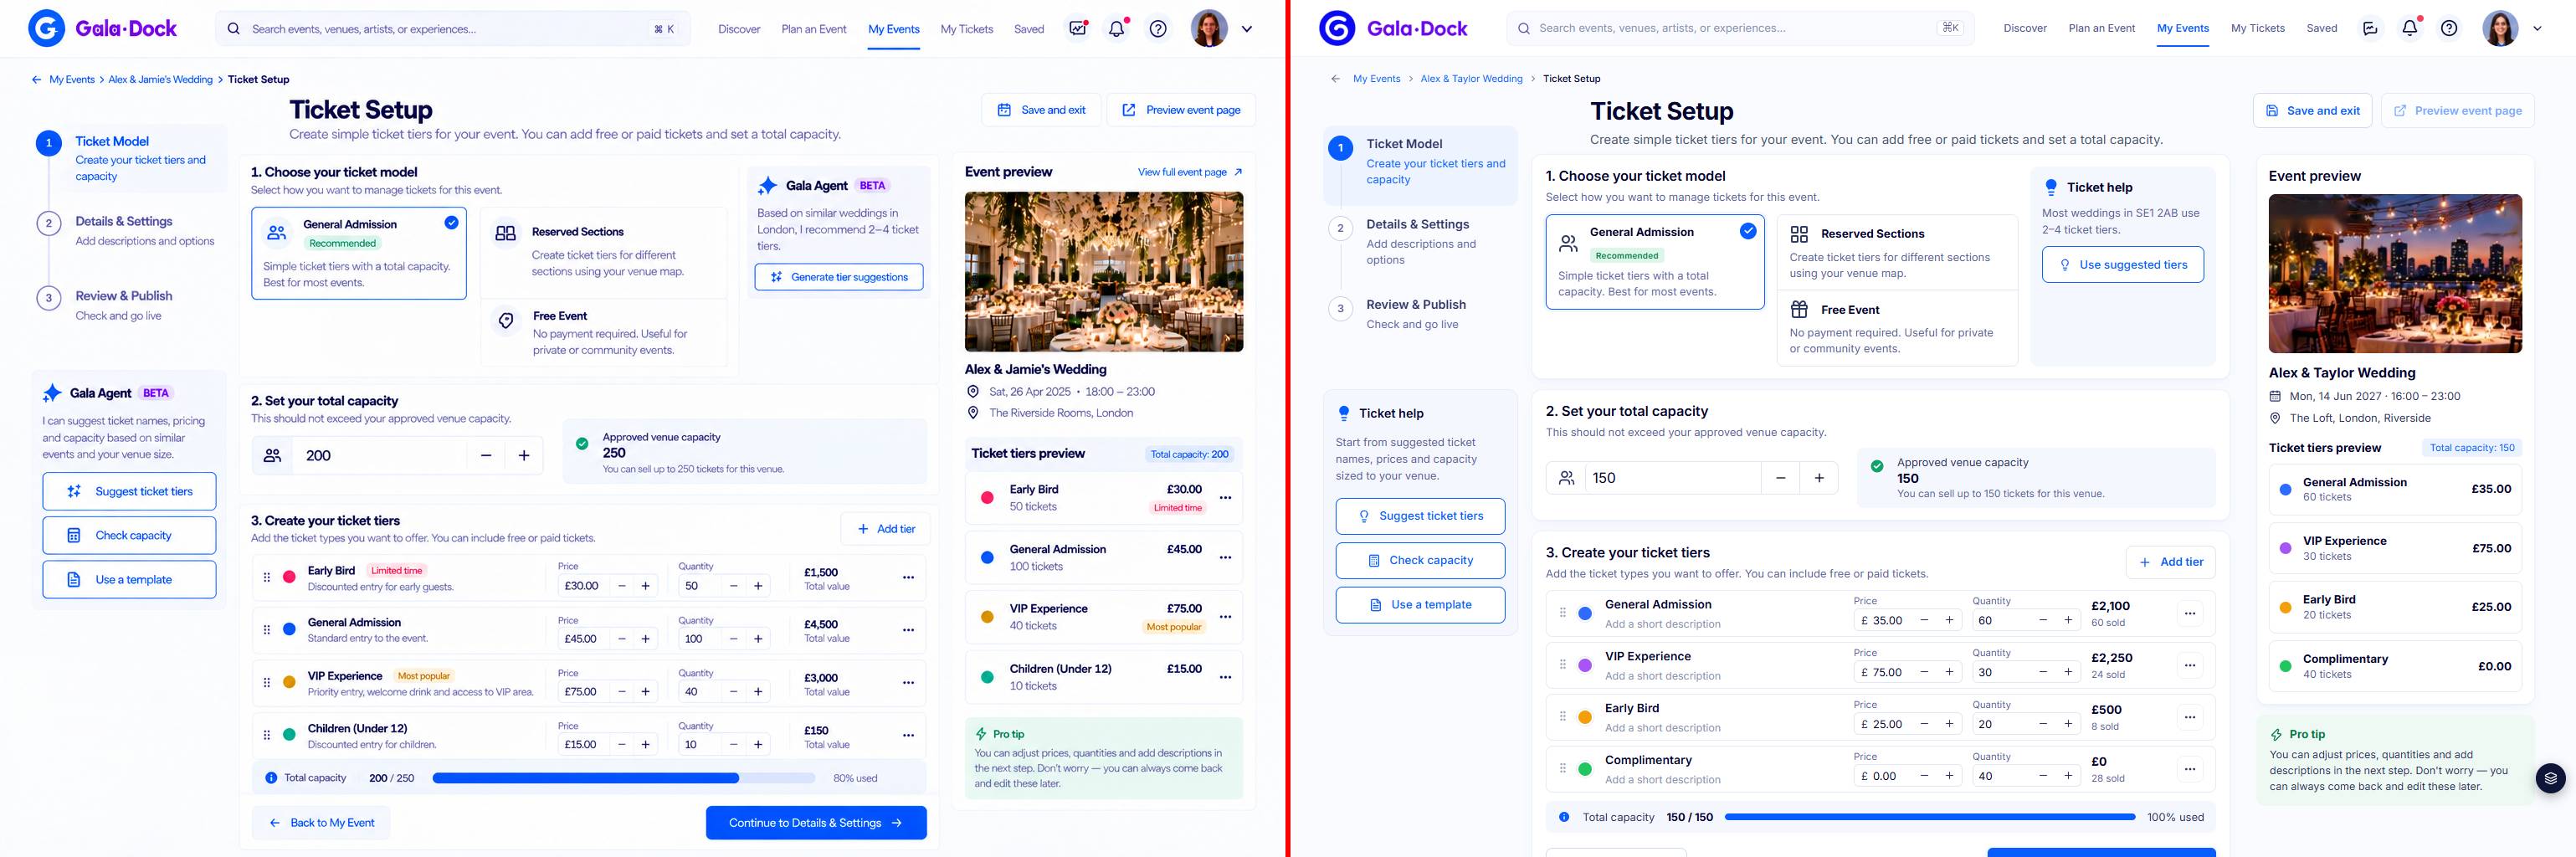 Gala·Dock
Search events, venues, artists, or experiences...
⌘ K
Discover
Plan an Event
My Events
My Tickets
Saved
← My Events > Alex & Jamie's Wedding > Ticket Setup
Ticket Setup
Create simple ticket tiers for your event. You can add free or paid tickets and set a total capacity.
Save and exit
Preview event page
1
Ticket Model
Create your ticket tiers and
capacity
2
Details & Settings
Add descriptions and options
3
Review & Publish
Check and go live
Gala Agent BETA
I can suggest ticket names, pricing
and capacity based on similar
events and your venue size.
Suggest ticket tiers
Check capacity
Use a template
1. Choose your ticket model
Select how you want to manage tickets for this event.
General Admission
Recommended
Simple ticket tiers with a total capacity.
Best for most events.
Reserved Sections
Create ticket tiers for different
sections using your venue map.
Free Event
No payment required. Useful for
private or community events.
Gala Agent BETA
Based on similar weddings in
London, I recommend 2–4 ticket
tiers.
Generate tier suggestions
2. Set your total capacity
This should not exceed your approved venue capacity.
200 − +
Approved venue capacity
250
You can sell up to 250 tickets for this venue.
3. Create your ticket tiers
Add the ticket types you want to offer. You can include free or paid tickets.
+ Add tier
Early Bird Limited time
Discounted entry for early guests.
Price
£30.00 − +
Quantity
50 − +
£1,500
Total value
General Admission
Standard entry to the event.
Price
£45.00 − +
Quantity
100 − +
£4,500
Total value
VIP Experience Most popular
Priority entry, welcome drink and access to VIP area.
Price
£75.00 − +
Quantity
40 − +
£3,000
Total value
Children (Under 12)
Discounted entry for children.
Price
£15.00 − +
Quantity
10 − +
£150
Total value
Total capacity 200 / 250 80% used
← Back to My Event
Continue to Details & Settings →
Event preview
View full event page ↗
Alex & Jamie's Wedding
Sat, 26 Apr 2025 • 18:00 – 23:00
The Riverside Rooms, London
Ticket tiers preview
Total capacity: 200
Early Bird £30.00
50 tickets Limited time
General Admission £45.00
100 tickets
VIP Experience £75.00
40 tickets Most popular
Children (Under 12) £15.00
10 tickets
Pro tip
You can adjust prices, quantities and add descriptions in
the next step. Don't worry — you can always come back
and edit these later.
Gala·Dock
Search events, venues, artists, or experiences...
⌘K
Discover
Plan an Event
My Events
My Tickets
Saved
← My Events > Alex & Taylor Wedding > Ticket Setup
Ticket Setup
Create simple ticket tiers for your event. You can add free or paid tickets and set a total capacity.
Save and exit
Preview event page
1
Ticket Model
Create your ticket tiers and
capacity
2
Details & Settings
Add descriptions and
options
3
Review & Publish
Check and go live
Ticket help
Start from suggested ticket
names, prices and capacity
sized to your venue.
Suggest ticket tiers
Check capacity
Use a template
1. Choose your ticket model
Select how you want to manage tickets for this event.
General Admission
Recommended
Simple ticket tiers with a total
capacity. Best for most events.
Reserved Sections
Create ticket tiers for different sections
using your venue map.
Free Event
No payment required. Useful for private
or community events.
Ticket help
Most weddings in SE1 2AB use
2–4 ticket tiers.
Use suggested tiers
2. Set your total capacity
This should not exceed your approved venue capacity.
150 − +
Approved venue capacity
150
You can sell up to 150 tickets for this venue.
3. Create your ticket tiers
Add the ticket types you want to offer. You can include free or paid tickets.
+ Add tier
General Admission
Add a short description
Price
£ 35.00 − +
Quantity
60 − +
£2,100
60 sold
VIP Experience
Add a short description
Price
£ 75.00 − +
Quantity
30 − +
£2,250
24 sold
Early Bird
Add a short description
Price
£ 25.00 − +
Quantity
20 − +
£500
8 sold
Complimentary
Add a short description
Price
£ 0.00 − +
Quantity
40 − +
£0
28 sold
Total capacity 150 / 150 100% used
Event preview
Alex & Taylor Wedding
Mon, 14 Jun 2027 · 16:00 – 23:00
The Loft, London, Riverside
Ticket tiers preview
Total capacity: 150
General Admission £35.00
60 tickets
VIP Experience £75.00
30 tickets
Early Bird £25.00
20 tickets
Complimentary £0.00
40 tickets
Pro tip
You can adjust prices, quantities and add
descriptions in the next step. Don't worry — you
can always come back and edit these later.